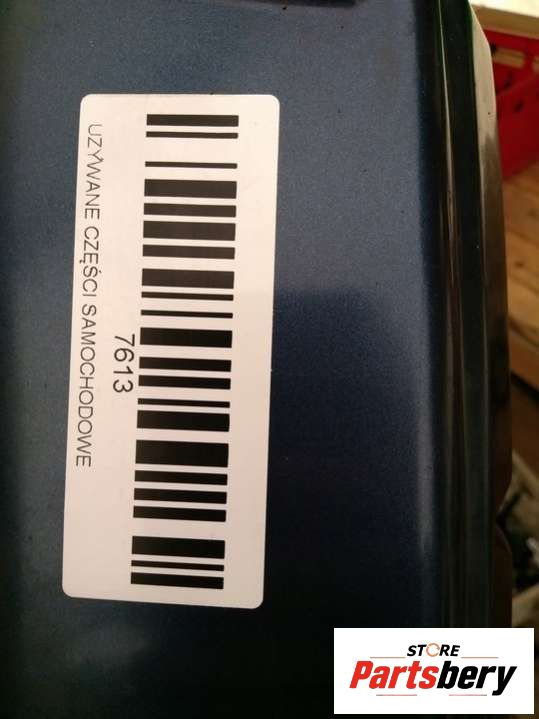 UŻYWANE CZĘŚCI SAMOCHODOWE
7613
STORE
Partsbery